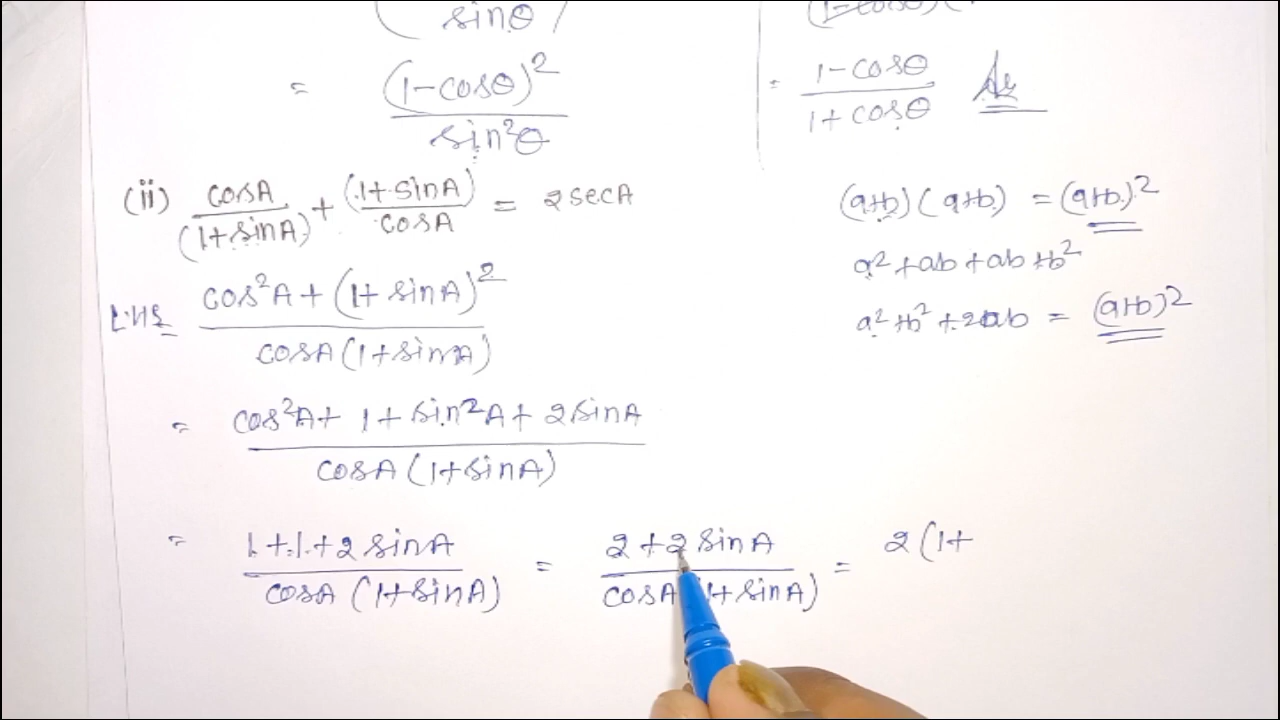 sinθ
= (1-cosθ)² / sin²θ
= 1-cosθ / 1+cosθ
(ii) cosA / (1+sinA) + (1+sinA) / cosA = 2secA
LHS cos²A + (1+sinA)² / cosA(1+sinA)
= cos²A + 1 + sin²A + 2sinA / cosA(1+sinA)
= 1+1+2sinA / cosA(1+sinA) = 2+2sinA / cosA(1+sinA) = 2(1+
(a+b)(a+b) = (a+b)²
a²+ab+ab+b²
a²+b²+2ab = (a+b)²